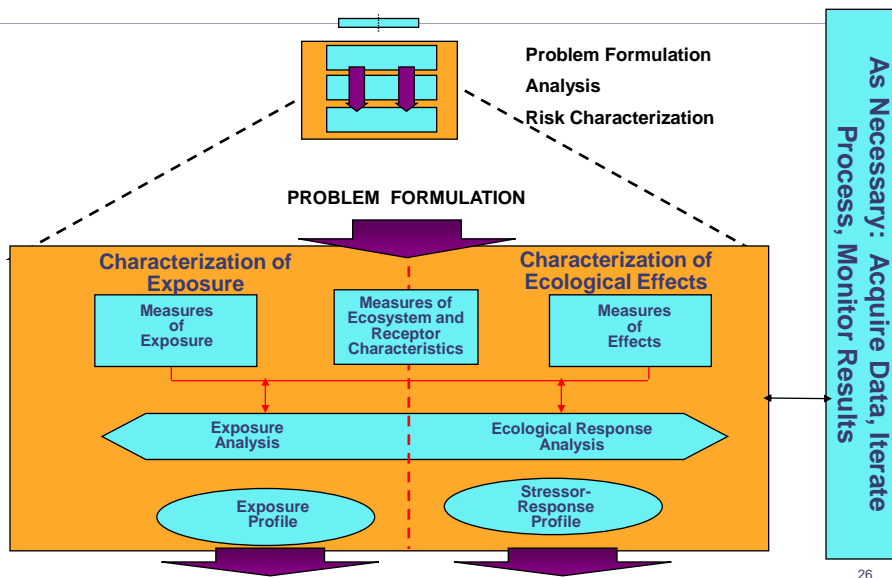 Problem Formulation
Analysis
Risk Characterization
PROBLEM FORMULATION
Characterization of
Exposure
Characterization of
Ecological Effects
Measures
of
Exposure
Measures of
Ecosystem and
Receptor
Characteristics
Measures
of
Effects
Exposure
Analysis
Ecological Response
Analysis
Exposure
Profile
Stressor-
Response
Profile
As Necessary: Acquire Data, Iterate
Process, Monitor Results
26